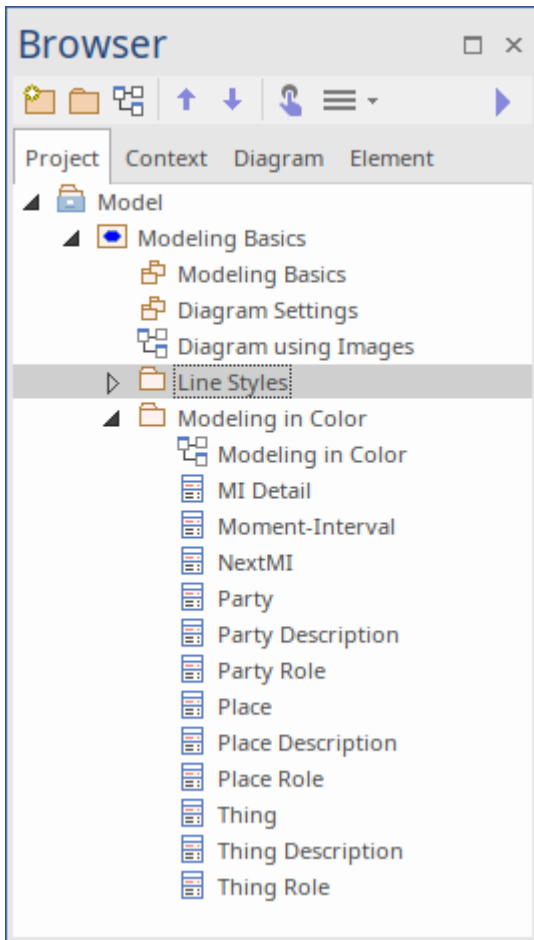 Browser
Project Context Diagram Element
Model
Modeling Basics
Modeling Basics
Diagram Settings
Diagram using Images
Line Styles
Modeling in Color
Modeling in Color
MI Detail
Moment-Interval
NextMI
Party
Party Description
Party Role
Place
Place Description
Place Role
Thing
Thing Description
Thing Role